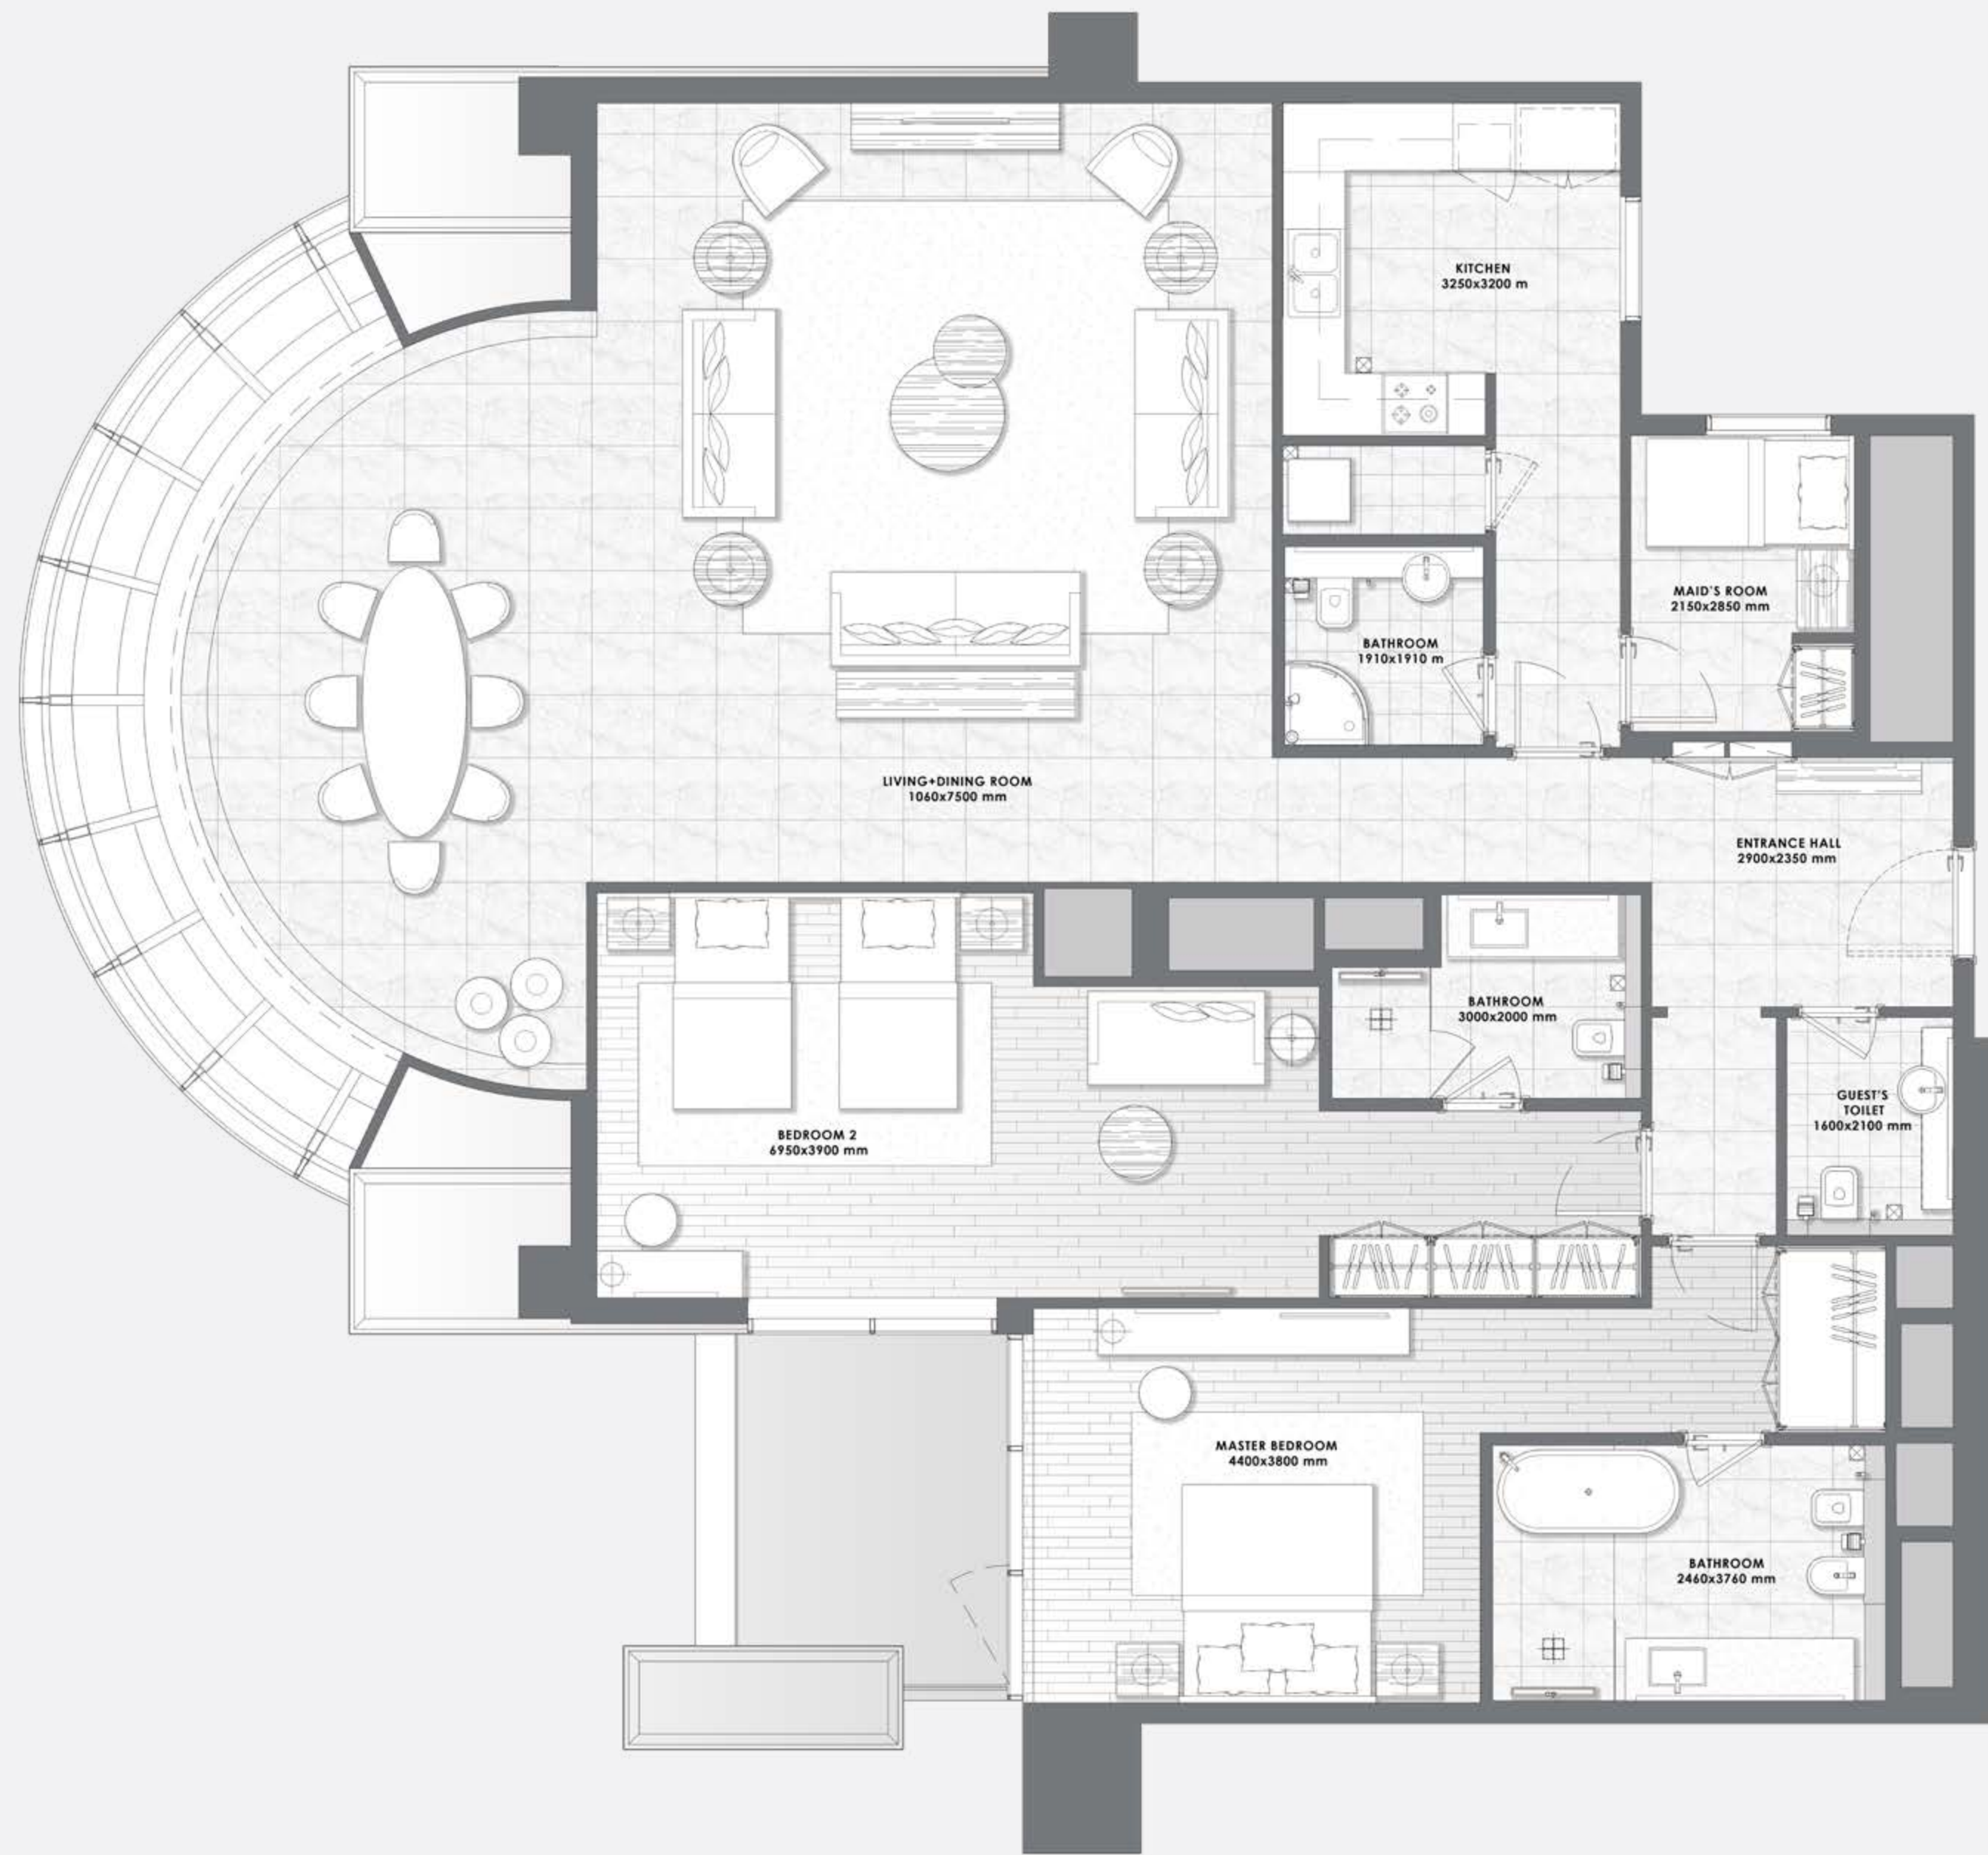 KITCHEN
3250x3200 m
MAID'S ROOM
2150x2850 mm
BATHROOM
1910x1910 m
LIVING+DINING ROOM
1060x7500 mm
ENTRANCE HALL
2900x2350 mm
BATHROOM
3000x2000 mm
GUEST'S
TOILET
1600x2100 mm
BEDROOM 2
6950x3900 mm
MASTER BEDROOM
4400x3800 mm
BATHROOM
2460x3760 mm